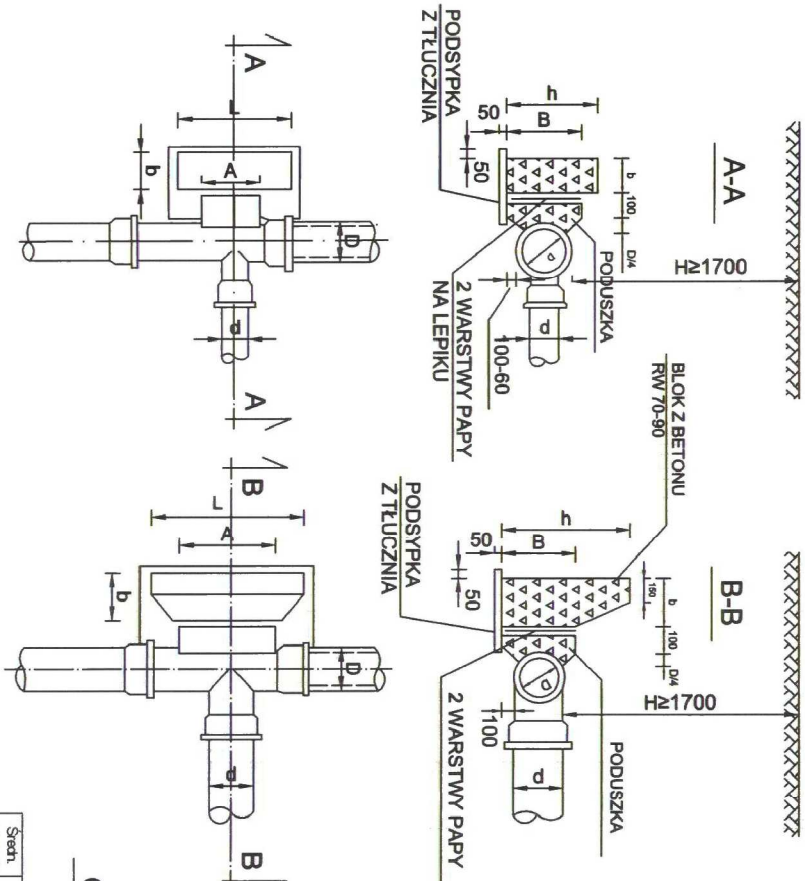 A-A
h
B
50
50
b
100
D/4
H≥1700
PODSYPKA
Z TŁUCZNIA
PODUSZKA
d
100-60
2 WARSTWY PAPY
NA LEPIKU
A
L
A
b
D
d
A
B-B
BLOK Z BETONU
RW 70-90
h
B
50
50
150
b
100
D/4
H≥1700
PODSYPKA
Z TŁUCZNIA
PODUSZKA
d
100
2 WARSTWY PAPY
B
L
A
b
D
d
B
Średn.